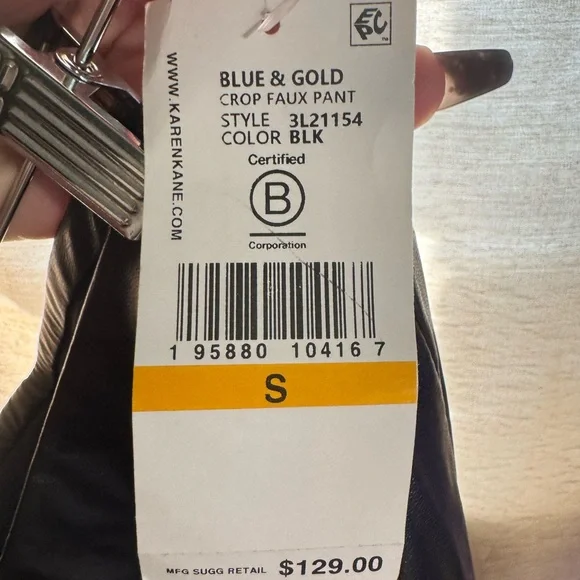 EPC
WWW.KARENKANE.COM
BLUE & GOLD
CROP FAUX PANT
STYLE 3L21154
COLOR BLK
Certified
B
Corporation
1 95880 10416 7
S
MFG SUGG RETAIL $129.00